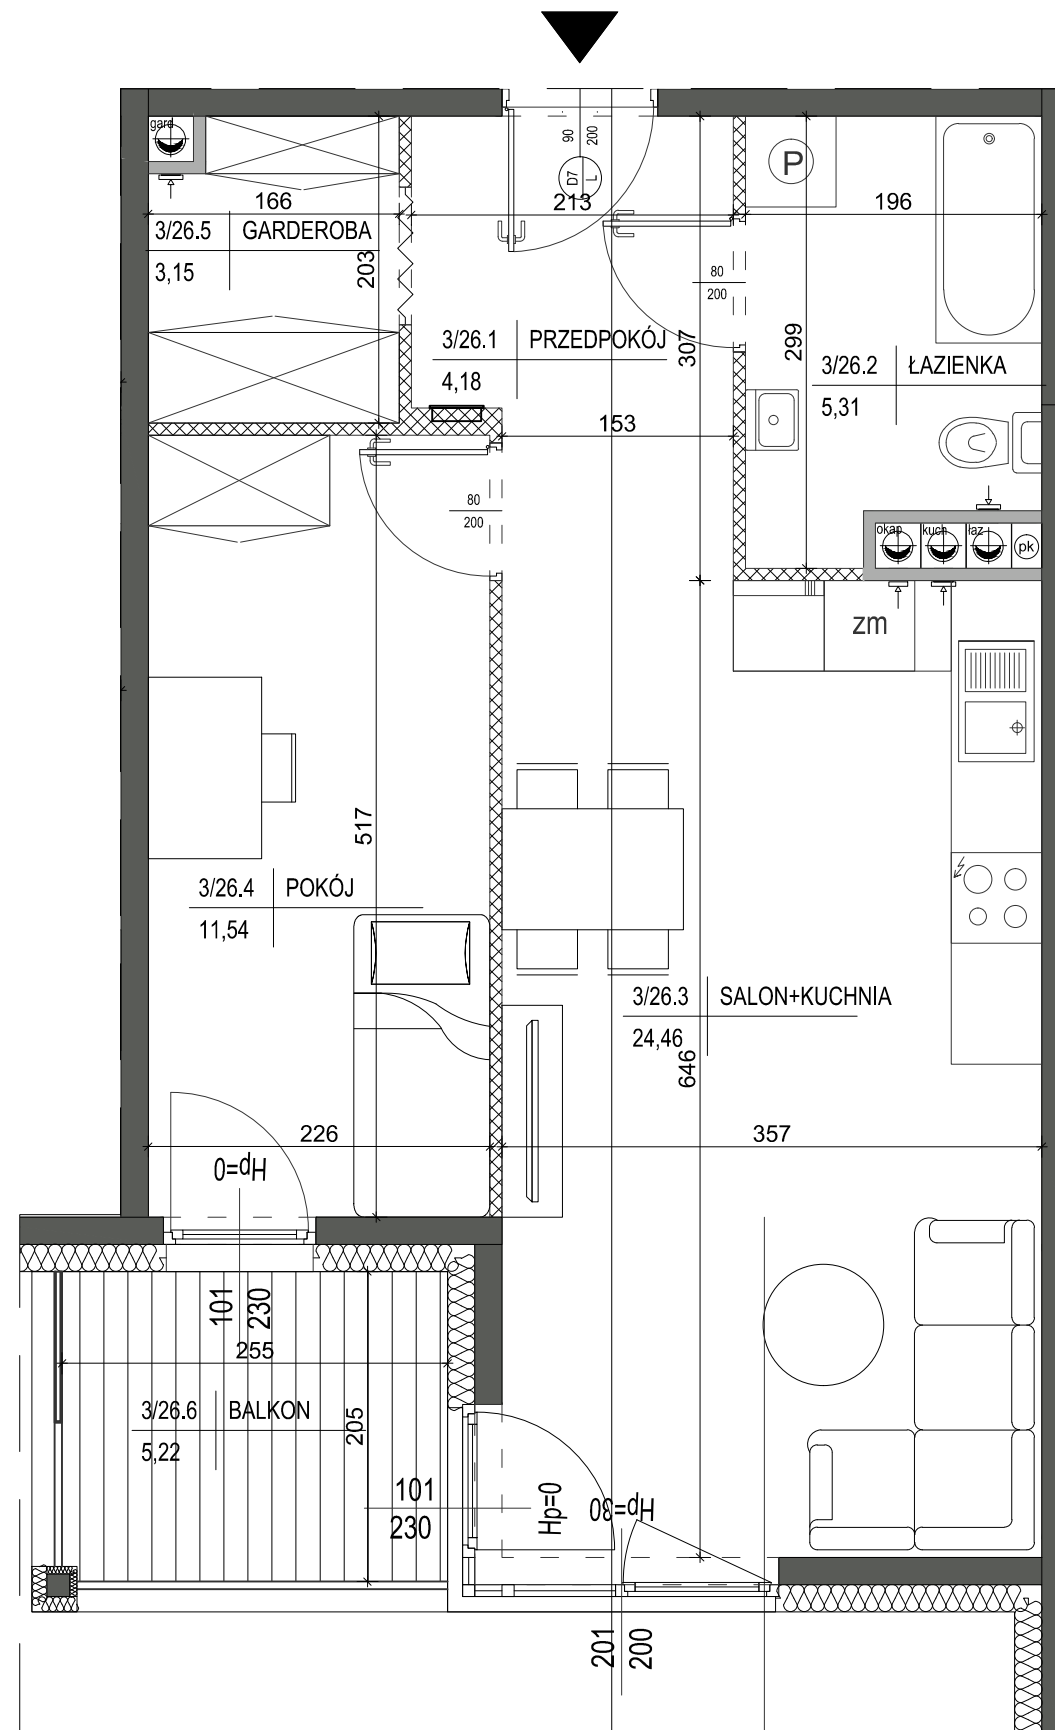 gard
90
200
D7
L
P
166
213
196
3/26.5 GARDEROBA
3,15
203
80
200
307
299
3/26.1 PRZEDPOKÓJ
4,18
3/26.2 ŁAZIENKA
5,31
153
80
200
okap
kuch
łaz
pk
zm
517
3/26.4 POKÓJ
11,54
3/26.3 SALON+KUCHNIA
24,46
646
226
357
Hp=0
101
230
255
3/26.6 BALKON
5,22
205
101
230
Hp=0
Hp=30
201
200